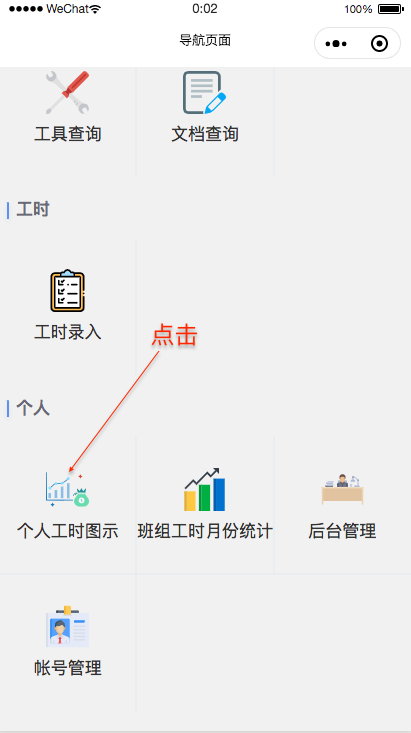 WeChat 0:02 100%
导航页面
工具查询 文档查询
工时
工时录入
点击
个人
个人工时图示 班组工时月份统计 后台管理
帐号管理